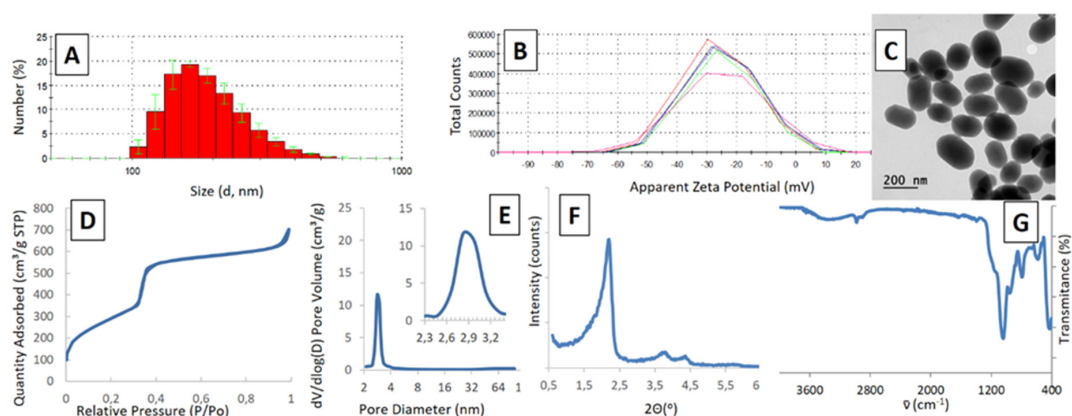 A
Number (%)
25
20
15
10
5
0
100
1000
Size (d, nm)
B
Total Counts
600000
500000
400000
300000
200000
100000
0
-90 -80 -70 -60 -50 -40 -30 -20 -10 0 10 20
Apparent Zeta Potential (mV)
C
200 nm
D
Quantity Adsorbed (cm³/g STP)
800
700
600
500
400
300
200
100
0 0,2 0,4 0,6 0,8 1
Relative Pressure (P/Po)
E
dV/dlog(D) Pore Volume (cm³/g)
25
20
15
10
5
0
2 4 8 16 32 64 1
Pore Diameter (nm)
15
10
5
0
2,3 2,6 2,9 3,2
F
Intensity (counts)
0,5 1,5 2,5 3,5 4,5 6
2Θ(º)
G
Transmitance (%)
3600 2800 2000 1200 400
ṽ (cm⁻¹)